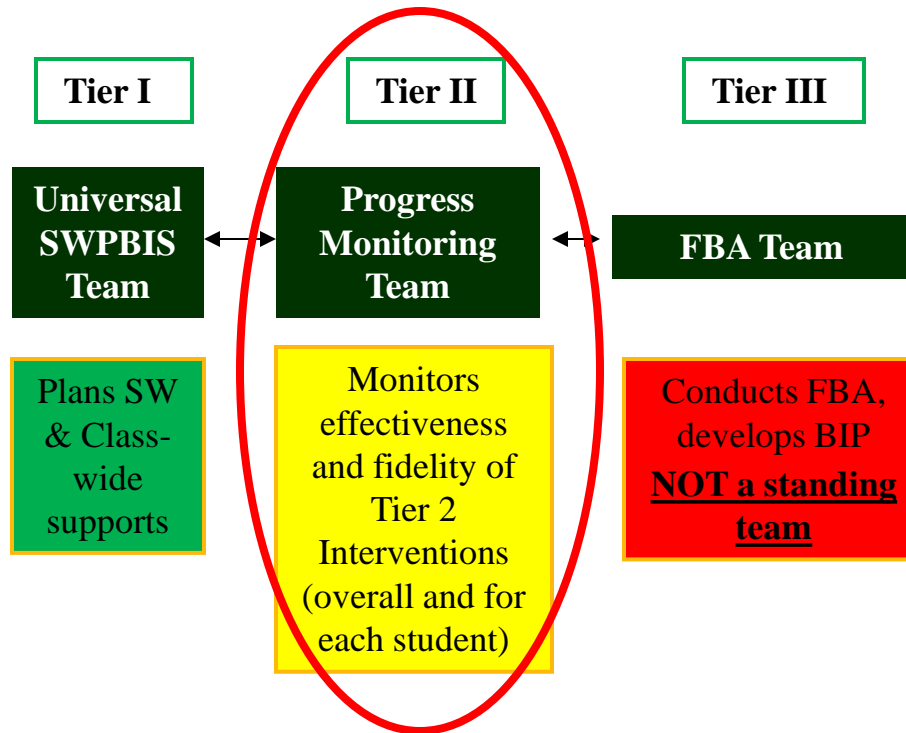 Tier I
Tier II
Tier III
Universal
SWPBIS
Team
Progress
Monitoring
Team
FBA Team
Plans SW
& Class-
wide
supports
Monitors
effectiveness
and fidelity of
Tier 2
Interventions
(overall and for
each student)
Conducts FBA,
develops BIP
NOT a standing
team